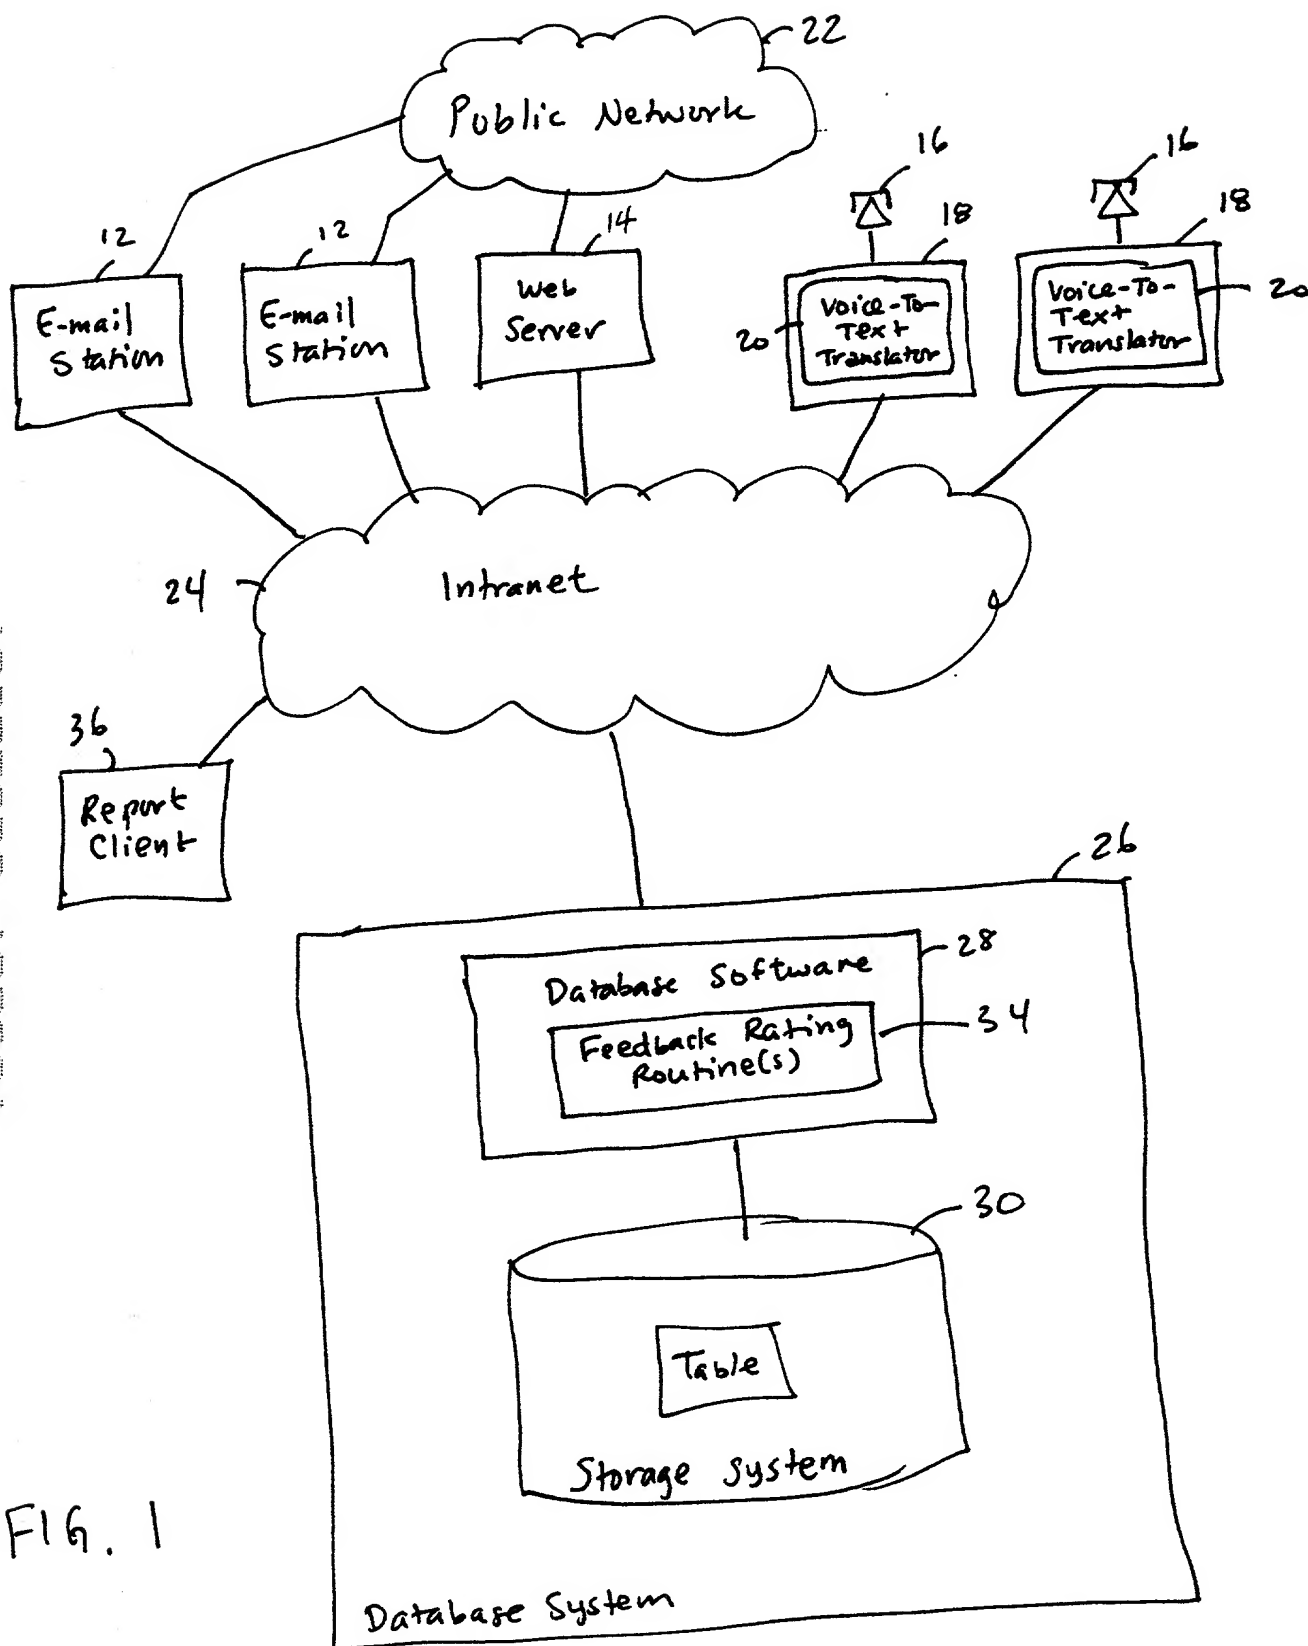 22
Public Network
16
16
12
12
14
18
18
E-mail
Station
E-mail
Station
Web
Server
20
Voice-To-
Text
Translator
Voice-To-
Text
Translator
20
24
Intranet
36
Report
Client
26
28
Database Software
34
Feedback Rating
Routine(s)
30
Table
Storage System
FIG. 1
Database System